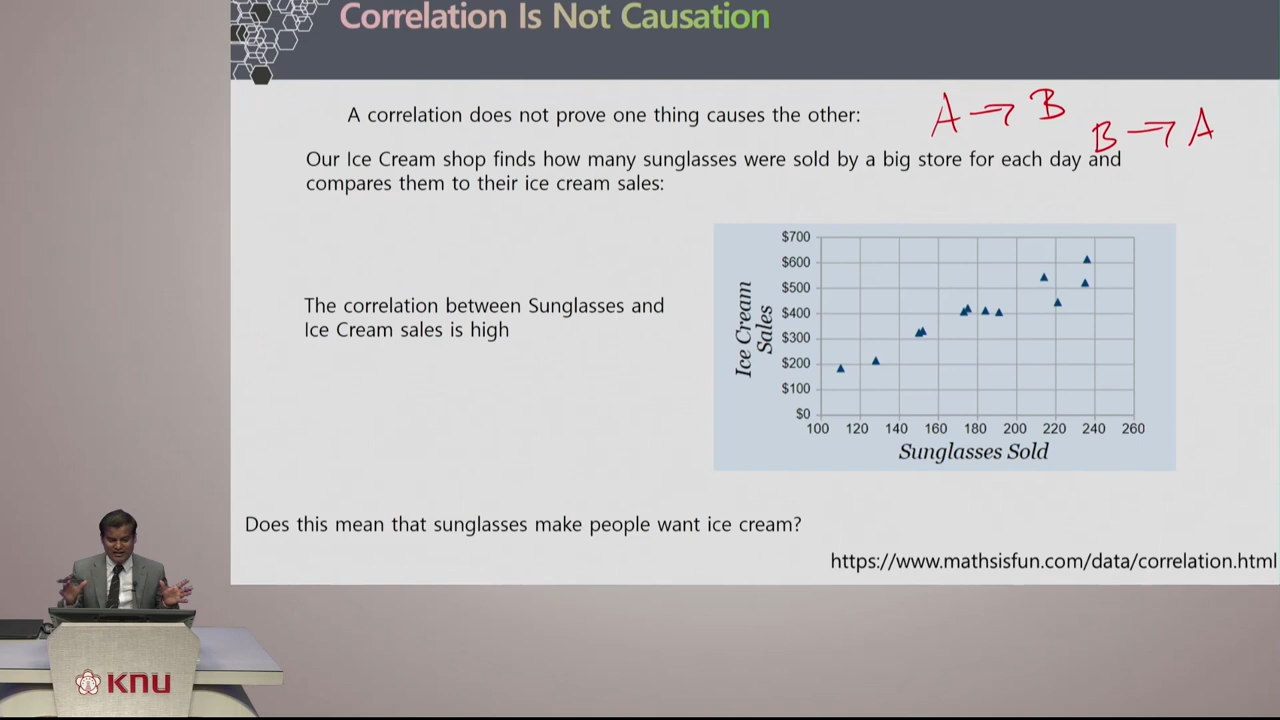 Correlation Is Not Causation
A correlation does not prove one thing causes the other:
A → B
B → A
Our Ice Cream shop finds how many sunglasses were sold by a big store for each day and
compares them to their ice cream sales:
The correlation between Sunglasses and
Ice Cream sales is high
Ice Cream
Sales
$700
$600
$500
$400
$300
$200
$100
$0
100 120 140 160 180 200 220 240 260
Sunglasses Sold
Does this mean that sunglasses make people want ice cream?
https://www.mathsisfun.com/data/correlation.html
KNU